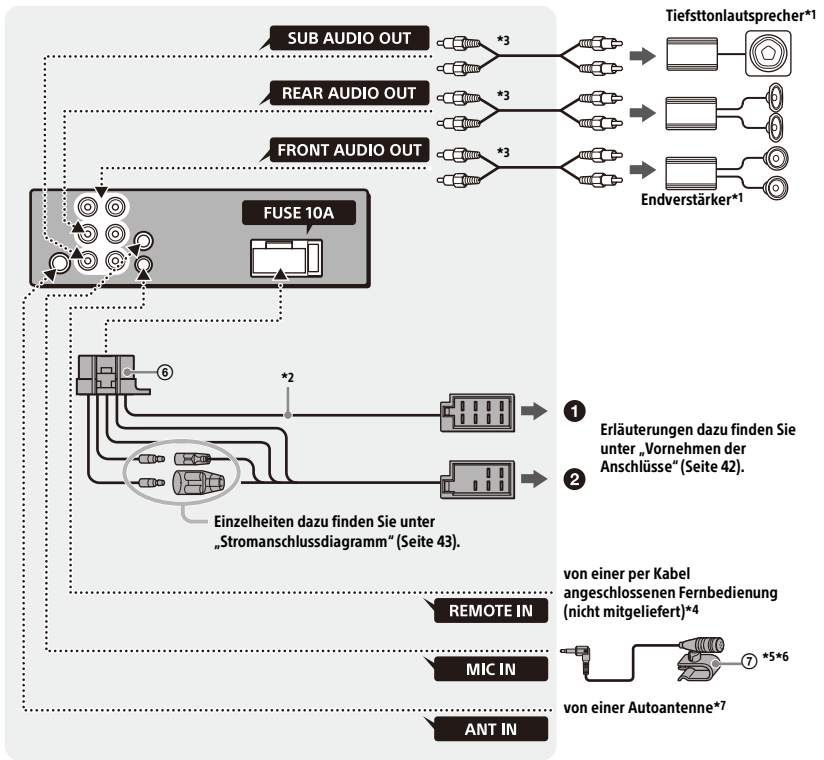 Tiefsttonlautsprecher*1
SUB AUDIO OUT
*3
REAR AUDIO OUT
*3
FRONT AUDIO OUT
*3
Endverstärker*1
FUSE 10A
⑥
*2
❶
Erläuterungen dazu finden Sie
unter „Vornehmen der
Anschlüsse“ (Seite 42).
❷
Einzelheiten dazu finden Sie unter
„Stromanschlussdiagramm“ (Seite 43).
von einer per Kabel
angeschlossenen Fernbedienung
(nicht mitgeliefert)*4
REMOTE IN
⑦ *5*6
MIC IN
von einer Autoantenne*7
ANT IN